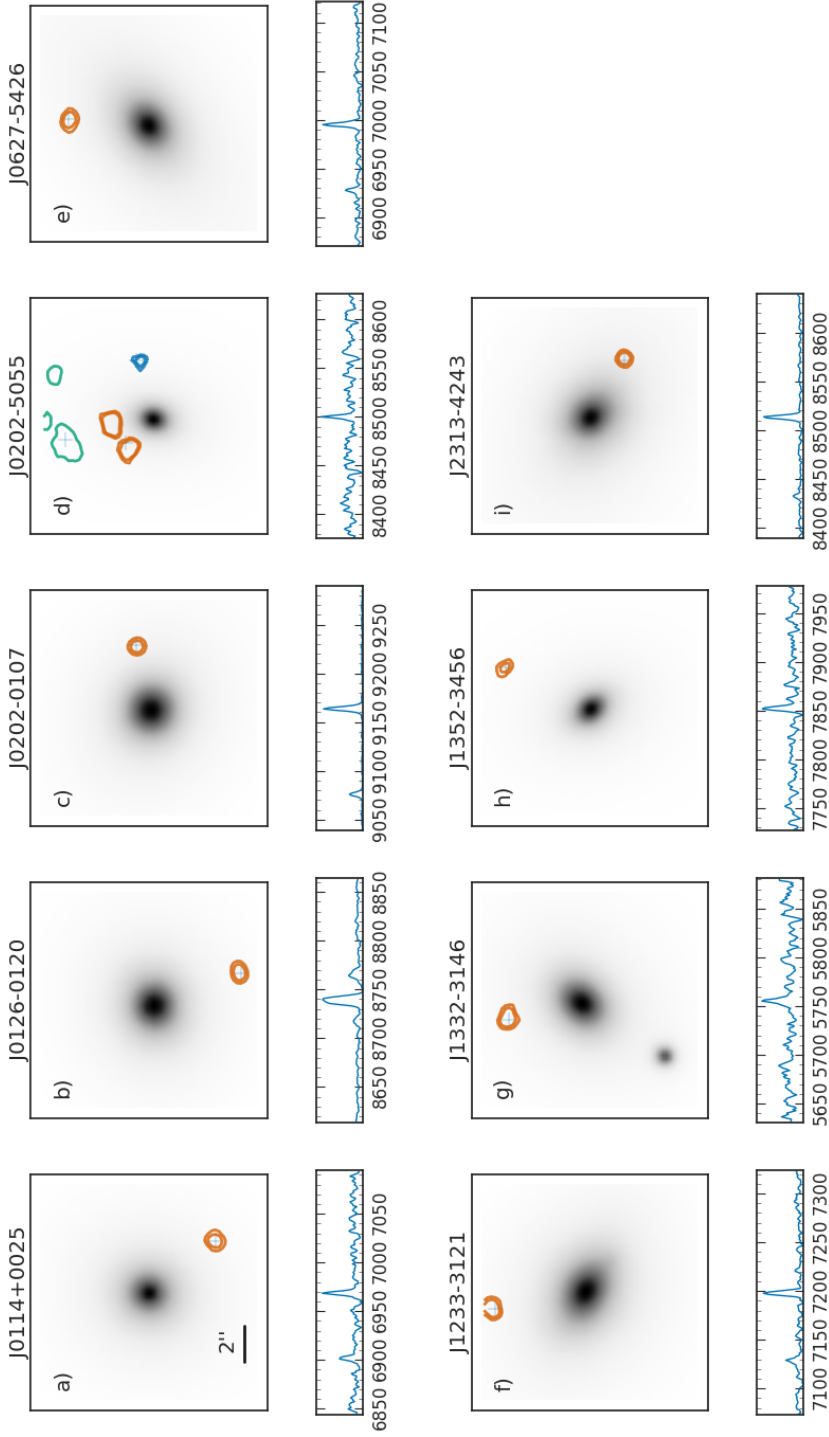 J0114+0025
a)
2''
6850 6900 6950 7000 7050
J0126-0120
b)
8650 8700 8750 8800 8850
J0202-0107
c)
9050 9100 9150 9200 9250
J0202-5055
d)
8400 8450 8500 8550 8600
J0627-5426
e)
6900 6950 7000 7050 7100
J1233-3121
f)
7100 7150 7200 7250 7300
J1332-3146
g)
5650 5700 5750 5800 5850
J1352-3456
h)
7750 7800 7850 7900 7950
J2313-4243
i)
8400 8450 8500 8550 8600